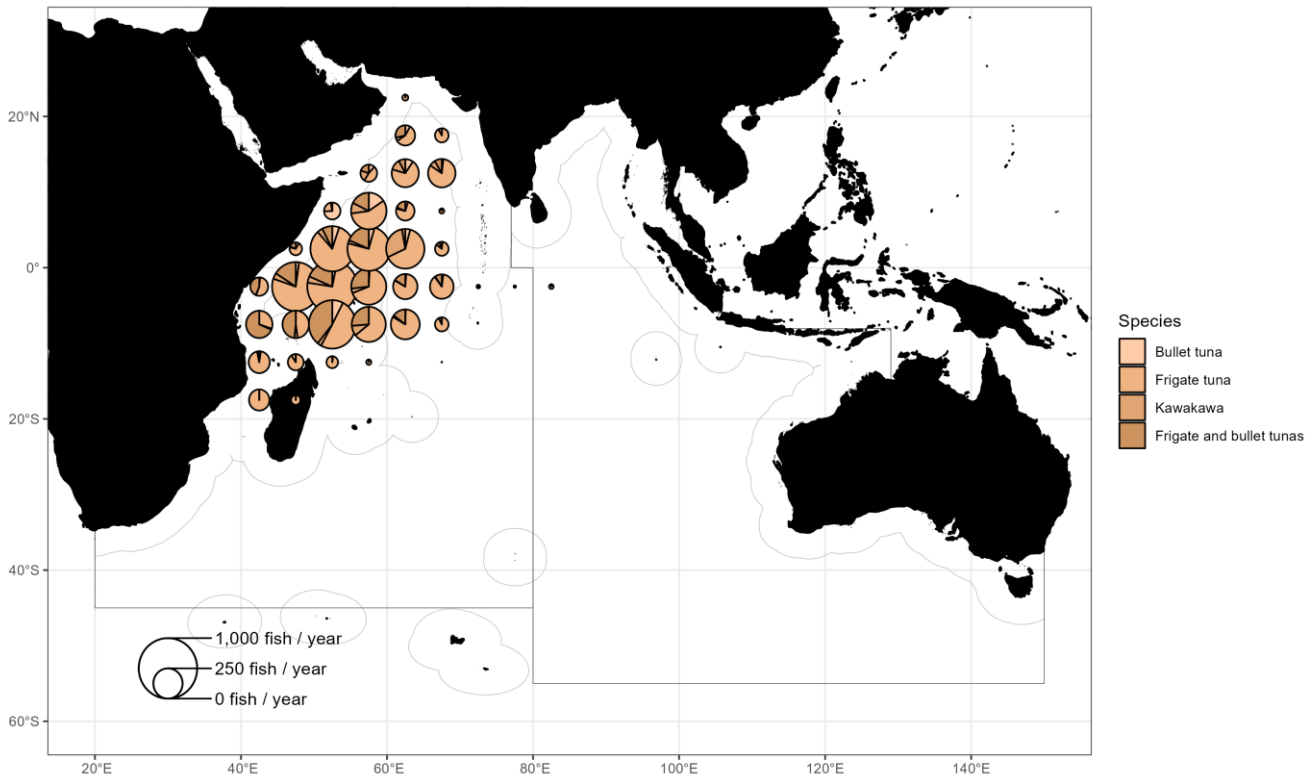 20°N
0°
20°S
40°S
60°S
20°E
40°E
60°E
80°E
100°E
120°E
140°E
1,000 fish / year
250 fish / year
0 fish / year
Species
Bullet tuna
Frigate tuna
Kawakawa
Frigate and bullet tunas